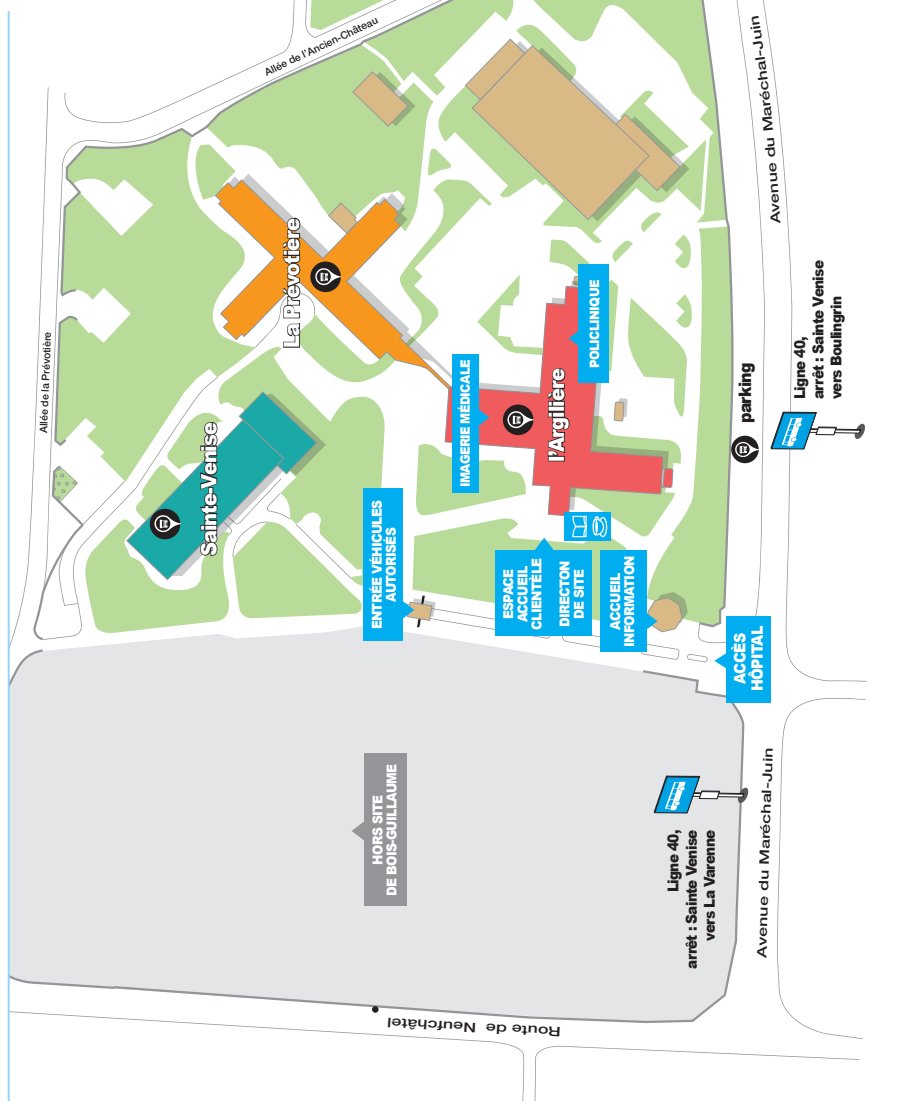 Allée de l'Ancien-Château
Avenue du Maréchal-Juin
Allée de la Prévotière
La Prévotière
Sainte-Venise
IMAGERIE MÉDICALE
POLICLINIQUE
l'Argilière
parking
Ligne 40,
arrêt : Sainte Venise
vers Boulingrin
ENTRÉE VÉHICULES
AUTORISÉS
ESPACE
ACCUEIL
CLIENTÈLE
DIRECTON
DE SITE
ACCUEIL
INFORMATION
ACCÈS
HÔPITAL
HORS SITE
DE BOIS-GUILLAUME
Ligne 40,
arrêt : Sainte Venise
vers La Varenne
Avenue du Maréchal-Juin
Route de Neufchâtel